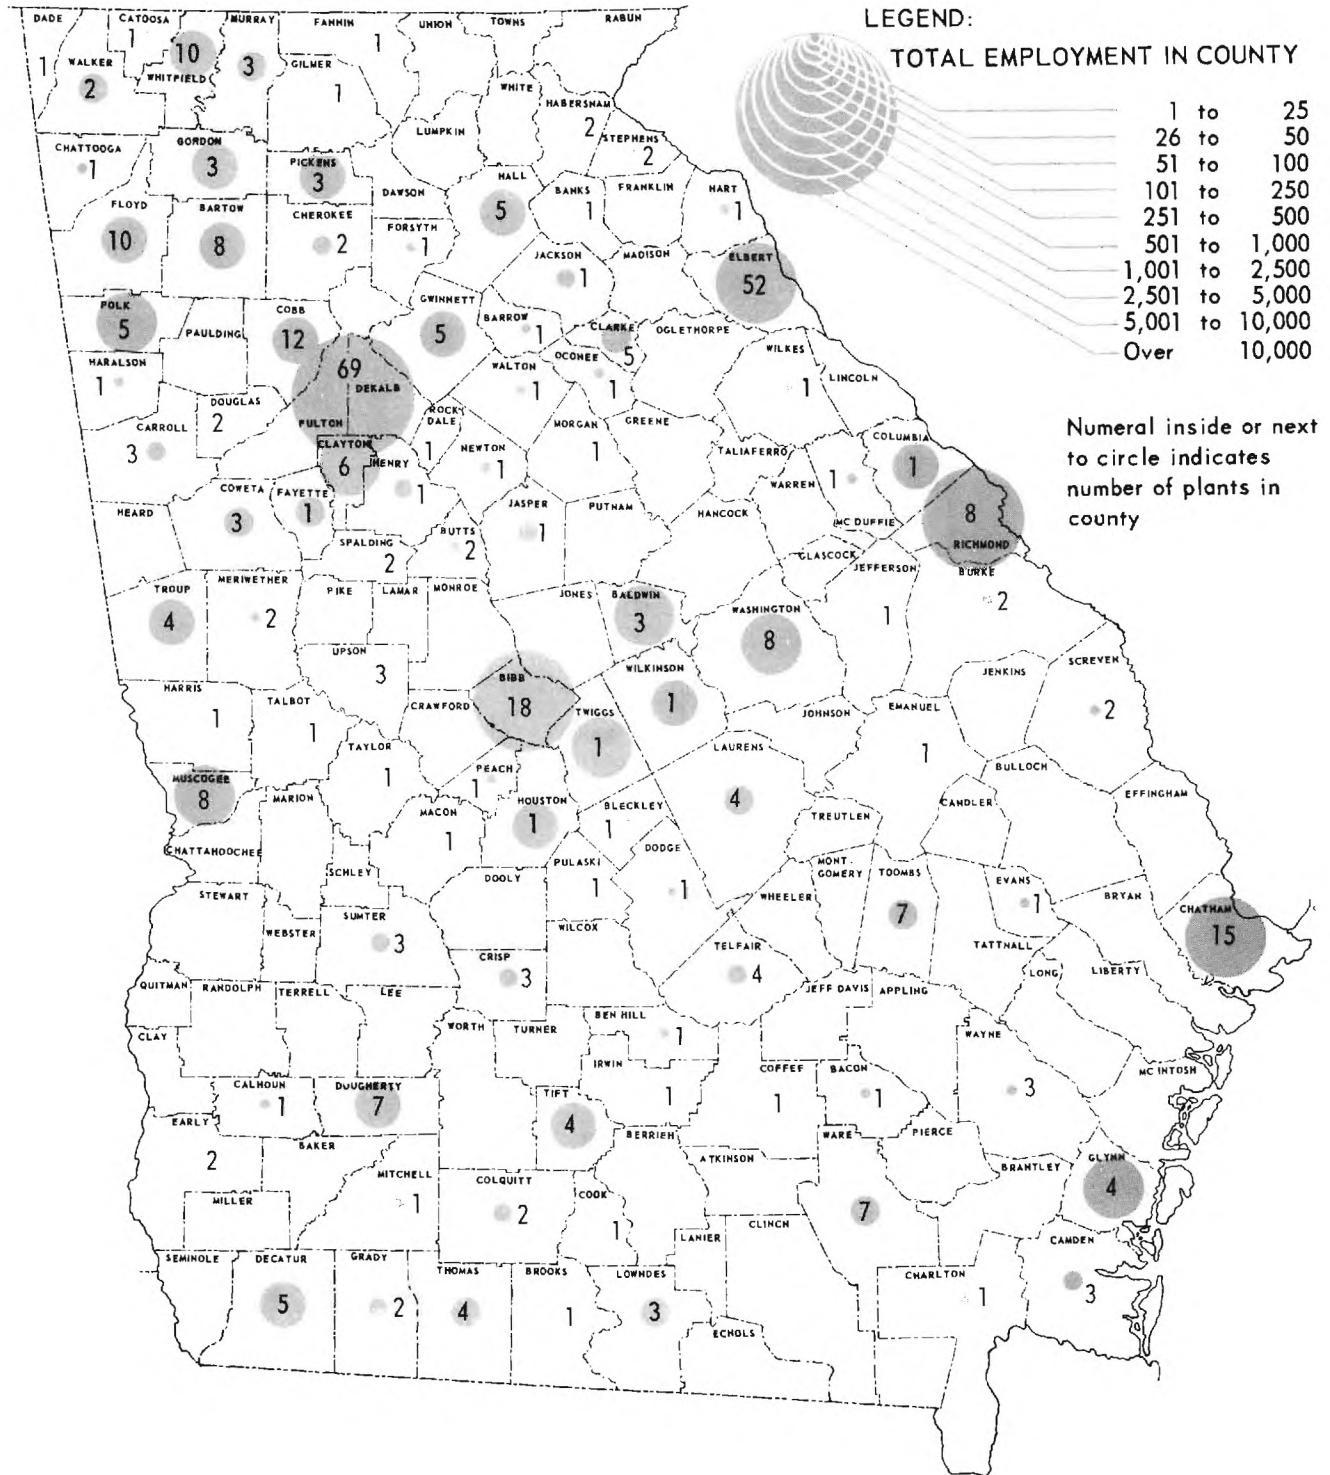 LEGEND:
TOTAL EMPLOYMENT IN COUNTY
1 to 25
26 to 50
51 to 100
101 to 250
251 to 500
501 to 1,000
1,001 to 2,500
2,501 to 5,000
5,001 to 10,000
Over 10,000
Numeral inside or next
to circle indicates
number of plants in
county
DADE
1
CATOOSA
1
WHITFIELD
10
MURRAY
3
FANNIN
1
UNION
TOWNS
RABUN
WALKER
2
GILMER
1
WHITE
HABERSHAM
2
LUMPKIN
STEPHENS
2
CHATTOOGA
1
GORDON
3
PICKENS
3
DAWSON
HALL
5
BANKS
1
FRANKLIN
HART
1
FLOYD
10
BARTOW
8
CHEROKEE
2
FORSYTH
1
JACKSON
1
MADISON
ELBERT
52
POLK
5
PAULDING
COBB
12
GWINNETT
5
BARROW
1
CLARKE
5
OGLETHORPE
WILKES
1
LINCOLN
HARALSON
1
69
DEKALB
FULTON
WALTON
1
OCONEE
1
DOUGLAS
2
CARROLL
3
CLAYTON
6
ROCK
DALE
1
NEWTON
1
MORGAN
1
GREENE
TALIAFERRO
COLUMBIA
1
HENRY
1
HEARD
COWETA
3
FAYETTE
1
SPALDING
2
BUTTS
2
JASPER
1
PUTNAM
HANCOCK
WARREN
MC DUFFIE
1
RICHMOND
8
GLASCOCK
JEFFERSON
1
BURKE
2
TROUP
4
MERIWETHER
2
PIKE
LAMAR
MONROE
JONES
BALDWIN
3
WASHINGTON
8
UPSON
3
BIBB
18
WILKINSON
1
JENKINS
SCREVEN
2
HARRIS
1
TALBOT
1
CRAWFORD
TWIGGS
1
JOHNSON
EMANUEL
1
TAYLOR
1
PEACH
1
LAURENS
4
BULLOCH
EFFINGHAM
MUSCOGEE
8
MARION
MACON
1
HOUSTON
1
BLECKLEY
1
TREUTLEN
CANDLER
CHATTAHOOCHEE
SCHLEY
DOOLY
PULASKI
1
DODGE
1
WHEELER
MONT-
GOMERY
TOOMBS
7
EVANS
1
BRYAN
CHATHAM
15
STEWART
WEBSTER
SUMTER
3
WILCOX
TELFAIR
4
TATTNALL
CRISP
3
QUITMAN
RANDOLPH
TERRELL
LEE
JEFF DAVIS
APPLING
LONG
LIBERTY
CLAY
WORTH
TURNER
BEN HILL
1
WAYNE
3
MC INTOSH
CALHOUN
1
DOUGHERTY
7
TIFT
4
IRWIN
1
COFFEE
1
BACON
1
EARLY
2
BAKER
BERRIEN
WARE
7
PIERCE
BRANTLEY
GLYNN
4
MITCHELL
1
ATKINSON
MILLER
COLQUITT
2
COOK
1
LANIER
CLINCH
CAMDEN
3
SEMINOLE
DECATUR
5
GRADY
2
THOMAS
4
BROOKS
1
LOWNDES
3
ECHOLS
CHARLTON
1